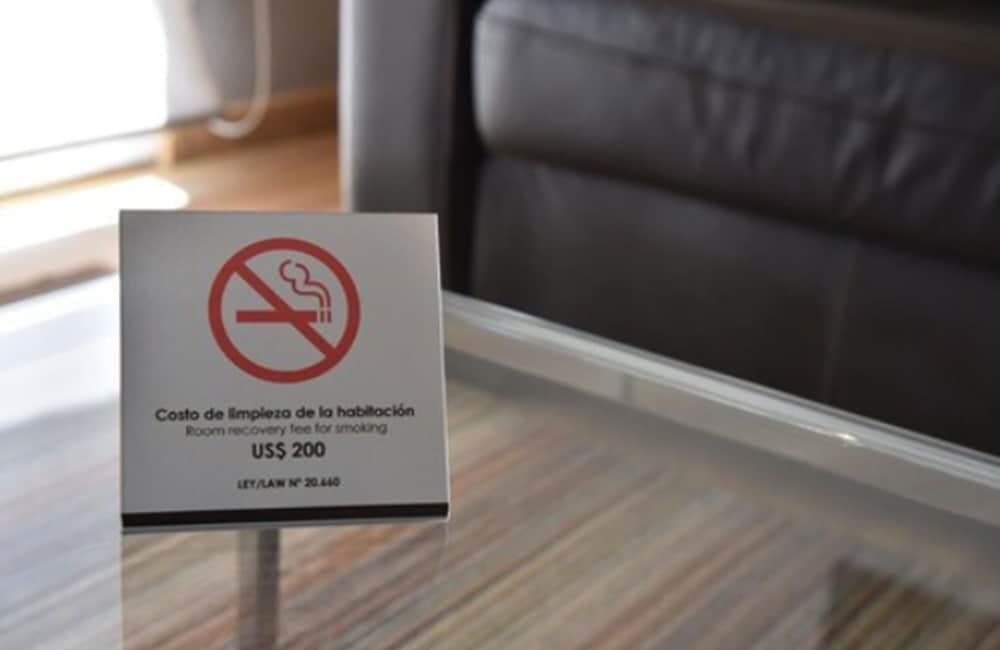 Costo de limpieza de la habitación
Room recovery fee for smoking
US$ 200
LEY/LAW N° 20.660